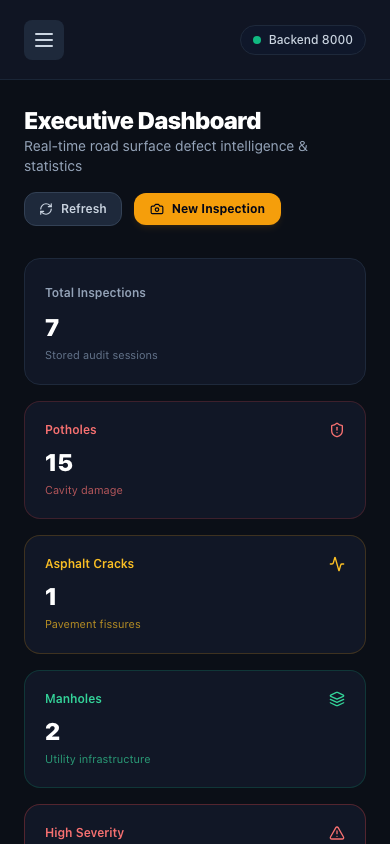 Backend 8000
Executive Dashboard
Real-time road surface defect intelligence &
statistics
Refresh
New Inspection
Total Inspections
7
Stored audit sessions
Potholes
15
Cavity damage
Asphalt Cracks
1
Pavement fissures
Manholes
2
Utility infrastructure
High Severity